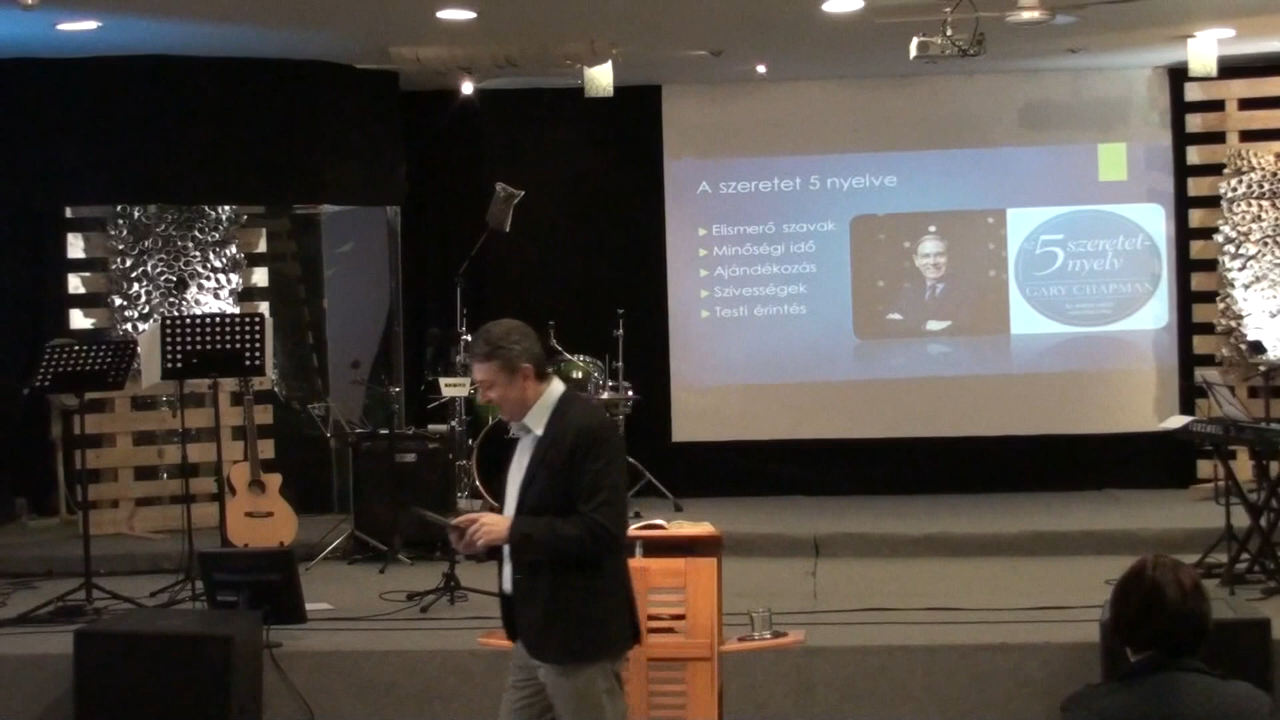 A szeretet 5 nyelve
Elismerő szavak
Minőségi idő
Ajándékozás
Szívességek
Testi érintés
5 szeretet-
nyelv
GARY CHAPMAN